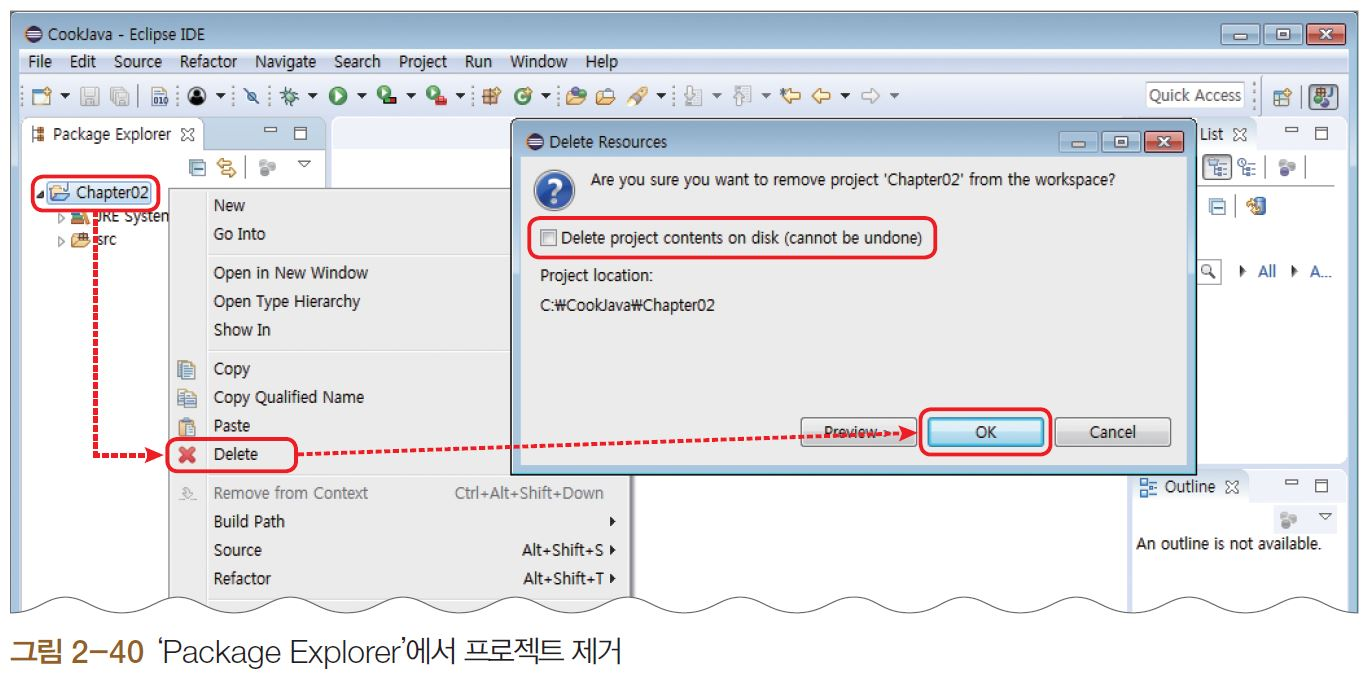 CookJava - Eclipse IDE
File Edit Source Refactor Navigate Search Project Run Window Help
010
Quick Access
Package Explorer
Chapter02
JRE System
src
New
Go Into
Open in New Window
Open Type Hierarchy
Show In
Copy
Copy Qualified Name
Paste
Delete
Remove from Context Ctrl+Alt+Shift+Down
Build Path
Source Alt+Shift+S
Refactor Alt+Shift+T
Delete Resources
Are you sure you want to remove project 'Chapter02' from the workspace?
Delete project contents on disk (cannot be undone)
Project location:
C:₩CookJava₩Chapter02
Preview > OK Cancel
List
All A...
Outline
An outline is not available.
그림 2-40 ‘Package Explorer’에서 프로젝트 제거